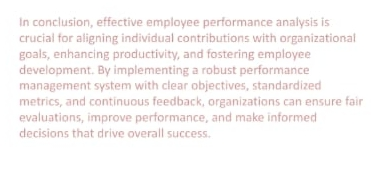 In conclusion, effective employee performance analysis is
crucial for aligning individual contributions with organizational
goals, enhancing productivity, and fostering employee
development. By implementing a robust performance
management system with clear objectives, standardized
metrics, and continuous feedback, organizations can ensure fair
evaluations, improve performance, and make informed
decisions that drive overall success.